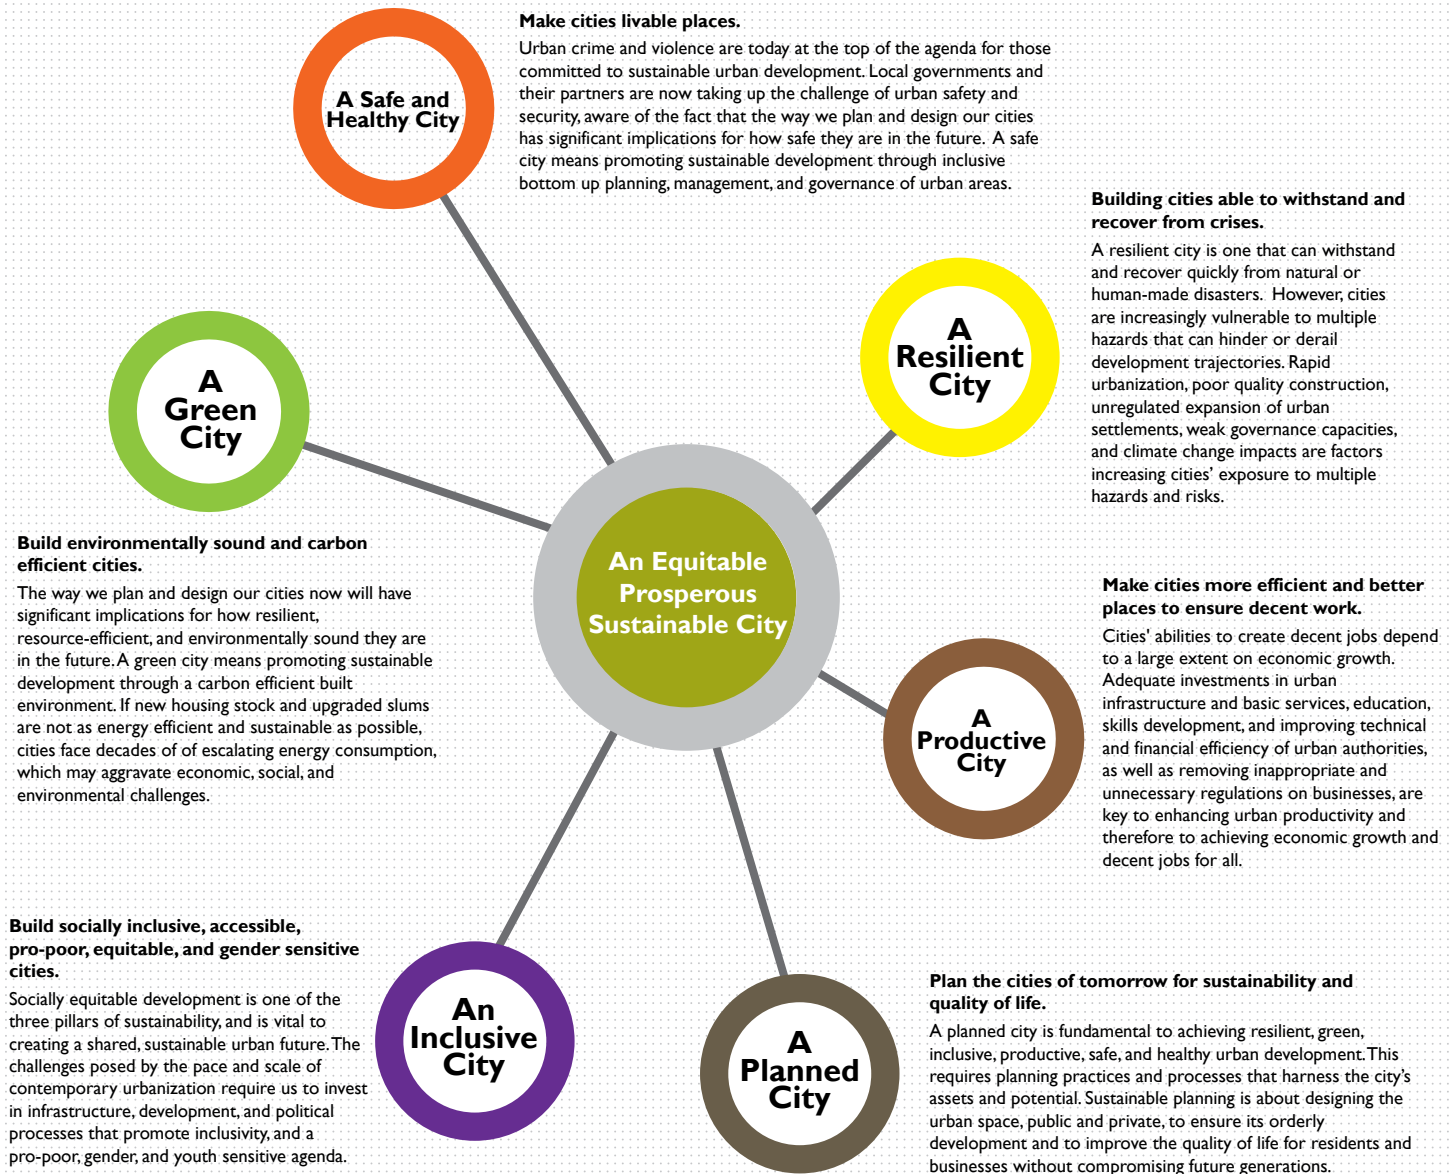 Make cities livable places.
Urban crime and violence are today at the top of the agenda for those
committed to sustainable urban development. Local governments and
their partners are now taking up the challenge of urban safety and
security, aware of the fact that the way we plan and design our cities
has significant implications for how safe they are in the future. A safe
city means promoting sustainable development through inclusive
bottom up planning, management, and governance of urban areas.
A Safe and
Healthy City
Building cities able to withstand and
recover from crises.
A resilient city is one that can withstand
and recover quickly from natural or
human-made disasters. However, cities
are increasingly vulnerable to multiple
hazards that can hinder or derail
development trajectories. Rapid
urbanization, poor quality construction,
unregulated expansion of urban
settlements, weak governance capacities,
and climate change impacts are factors
increasing cities' exposure to multiple
hazards and risks.
A
Resilient
City
A
Green
City
Build environmentally sound and carbon
efficient cities.
The way we plan and design our cities now will have
significant implications for how resilient,
resource-efficient, and environmentally sound they are
in the future. A green city means promoting sustainable
development through a carbon efficient built
environment. If new housing stock and upgraded slums
are not as energy efficient and sustainable as possible,
cities face decades of of escalating energy consumption,
which may aggravate economic, social, and
environmental challenges.
An Equitable
Prosperous
Sustainable City
Make cities more efficient and better
places to ensure decent work.
Cities' abilities to create decent jobs depend
to a large extent on economic growth.
Adequate investments in urban
infrastructure and basic services, education,
skills development, and improving technical
and financial efficiency of urban authorities,
as well as removing inappropriate and
unnecessary regulations on businesses, are
key to enhancing urban productivity and
therefore to achieving economic growth and
decent jobs for all.
A
Productive
City
Build socially inclusive, accessible,
pro-poor, equitable, and gender sensitive
cities.
Socially equitable development is one of the
three pillars of sustainability, and is vital to
creating a shared, sustainable urban future. The
challenges posed by the pace and scale of
contemporary urbanization require us to invest
in infrastructure, development, and political
processes that promote inclusivity, and a
pro-poor, gender, and youth sensitive agenda.
An
Inclusive
City
A
Planned
City
Plan the cities of tomorrow for sustainability and
quality of life.
A planned city is fundamental to achieving resilient, green,
inclusive, productive, safe, and healthy urban development. This
requires planning practices and processes that harness the city's
assets and potential. Sustainable planning is about designing the
urban space, public and private, to ensure its orderly
development and to improve the quality of life for residents and
businesses without compromising future generations.